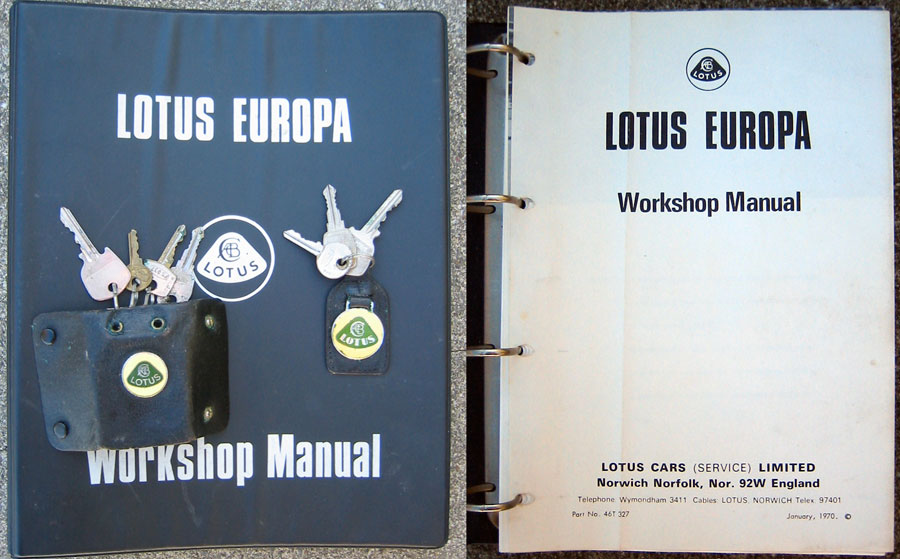 LOTUS EUROPA
LOTUS
LOTUS
LOTUS
Workshop Manual
LOTUS
LOTUS EUROPA
Workshop Manual
LOTUS CARS (SERVICE) LIMITED
Norwich Norfolk, Nor. 92W England
Telephone Wymondham 3411 Cables LOTUS, NORWICH Telex 97401
Part No. 46T 327 January, 1970. ©